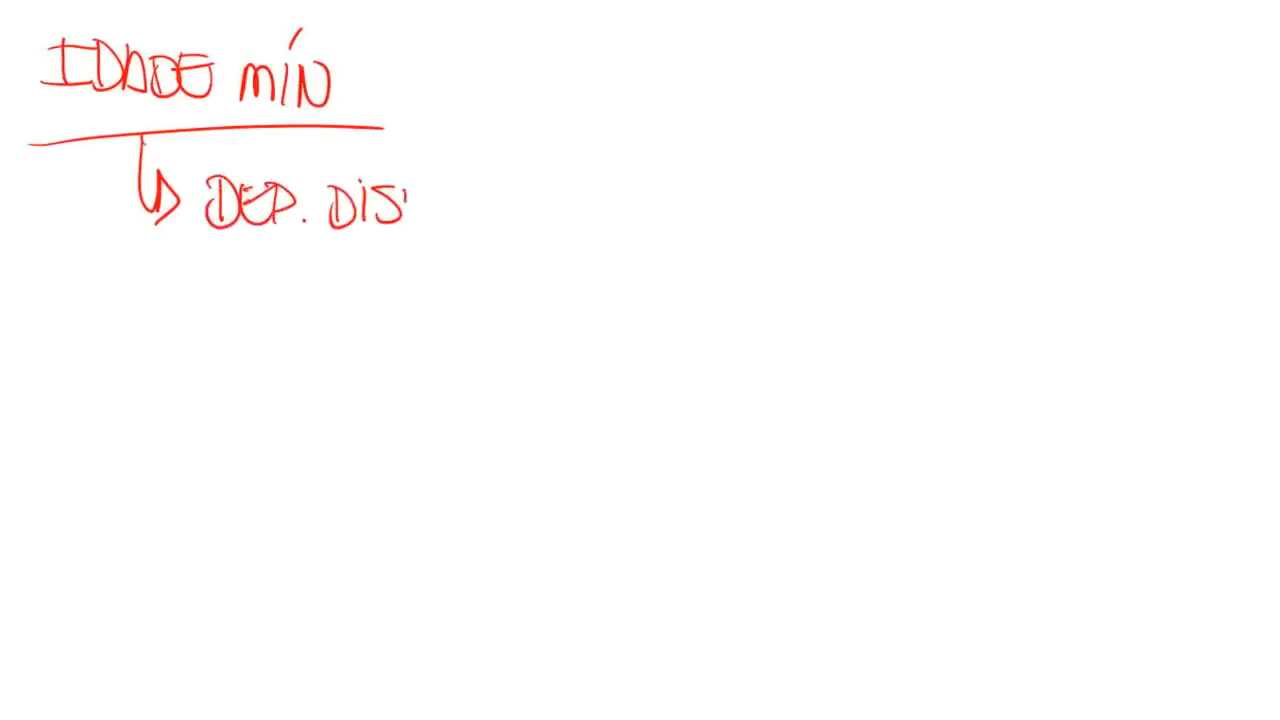 IDADE MÍN
↳ DEP. DIS'